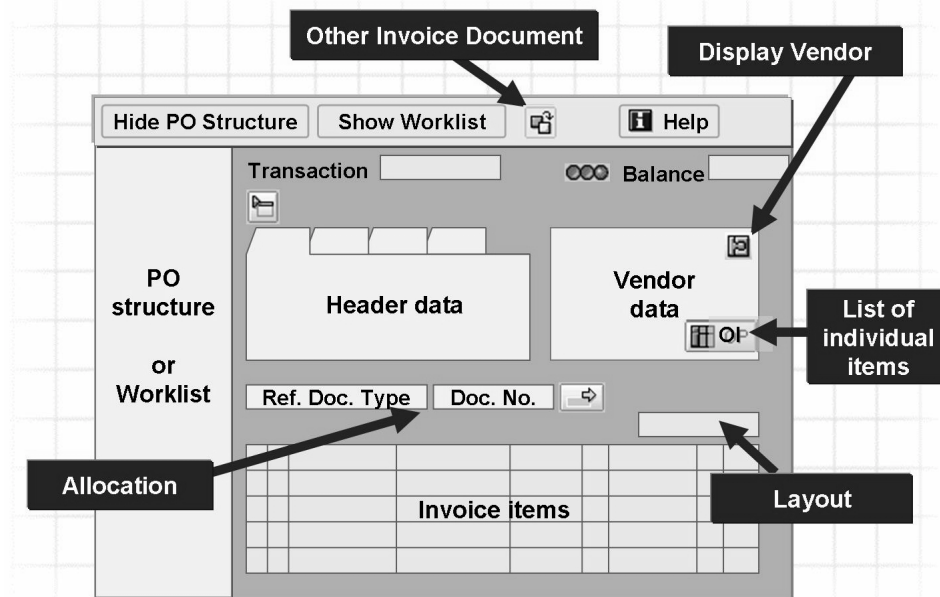 Other Invoice Document
Display Vendor
Hide PO Structure
Show Worklist
Help
Transaction
Balance
PO
structure
or
Worklist
Header data
Vendor
data
List of
individual
items
Ref. Doc. Type
Doc. No.
Allocation
Invoice items
Layout